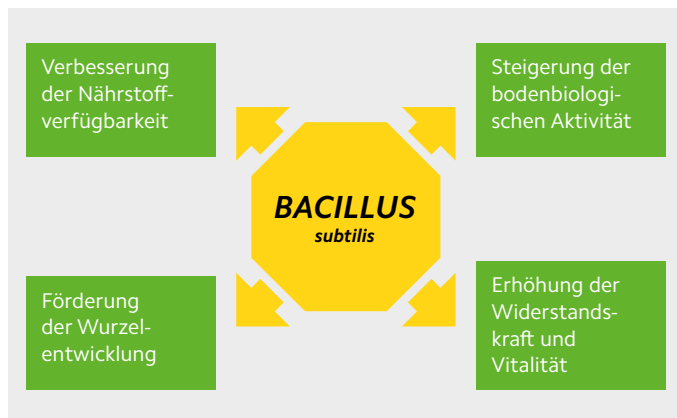 Verbesserung
der Nährstoff-
verfügbarkeit
Steigerung der
bodenbiologi-
schen Aktivität
BACILLUS
subtilis
Förderung
der Wurzel-
entwicklung
Erhöhung der
Widerstands-
kraft und
Vitalität